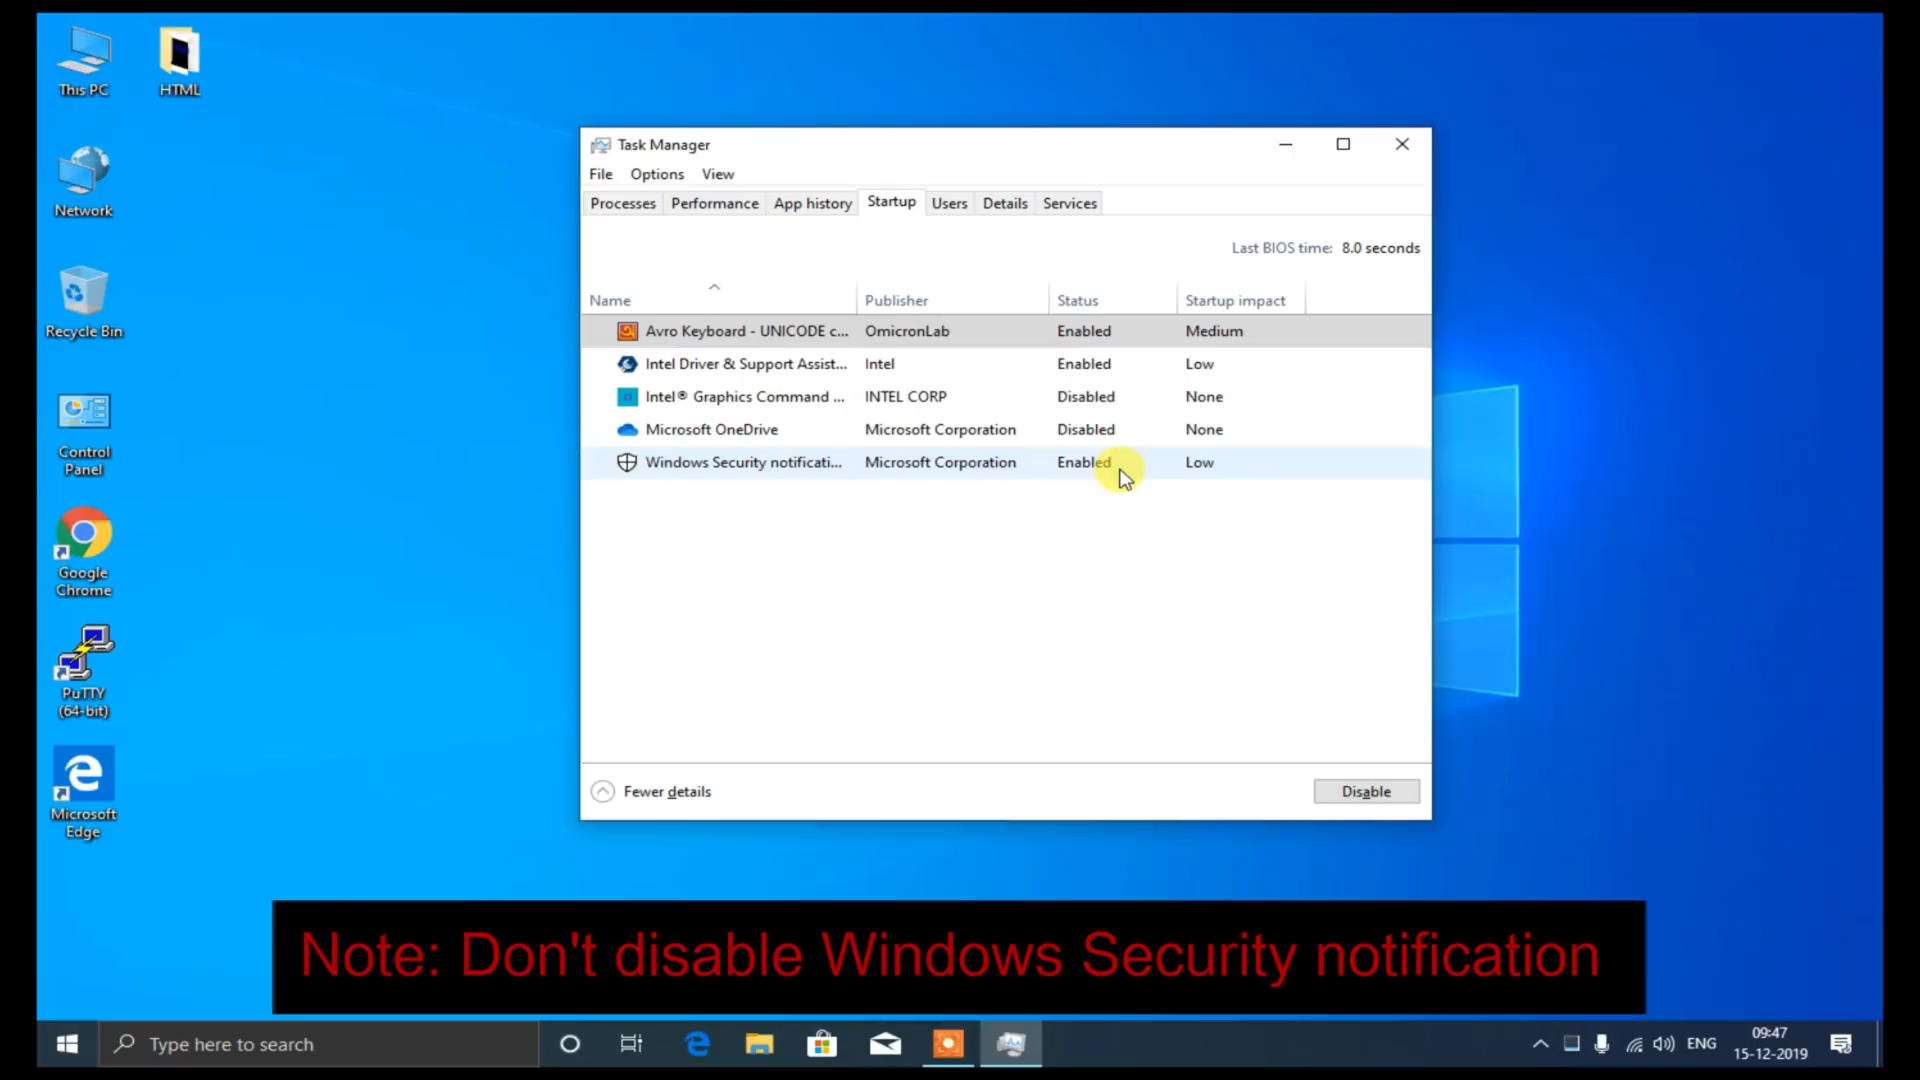 This PC
HTML
Network
Recycle Bin
Control
Panel
Google
Chrome
PuTTY
(64-bit)
Microsoft
Edge
Task Manager
File Options View
Processes Performance App history Startup Users Details Services
Last BIOS time: 8.0 seconds
Name Publisher Status Startup impact
Avro Keyboard - UNICODE c... OmicronLab Enabled Medium
Intel Driver & Support Assist... Intel Enabled Low
Intel® Graphics Command ... INTEL CORP Disabled None
Microsoft OneDrive Microsoft Corporation Disabled None
Windows Security notificati... Microsoft Corporation Enabled Low
Fewer details Disable
Note: Don't disable Windows Security notification
Type here to search
ENG
09:47
15-12-2019